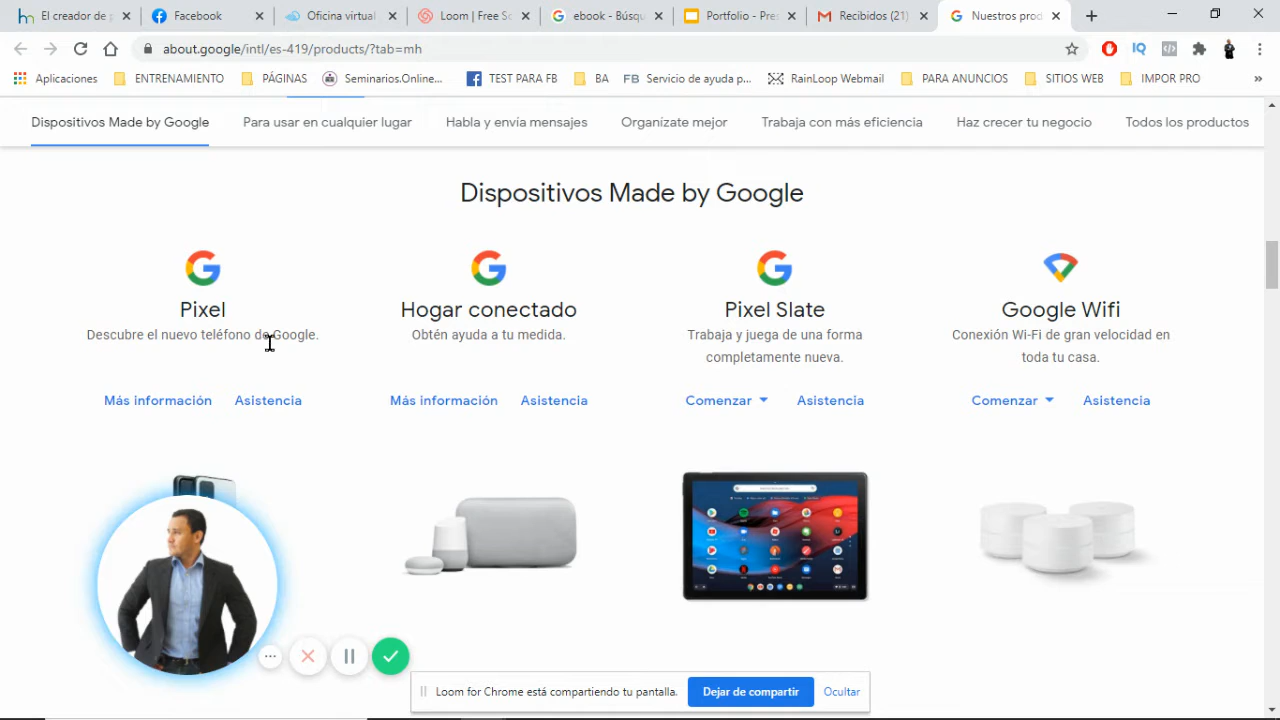 El creador de p
Facebook
Oficina virtual
Loom | Free Sc
ebook - Búsqu
Portfolio - Pres
Recibidos (21)
Nuestros prod
about.google/intl/es-419/products/?tab=mh
Aplicaciones
ENTRENAMIENTO
PÁGINAS
Seminarios.Online...
TEST PARA FB
BA
FB Servicio de ayuda p...
RainLoop Webmail
PARA ANUNCIOS
SITIOS WEB
IMPOR PRO
»
Dispositivos Made by Google
Para usar en cualquier lugar
Habla y envía mensajes
Organízate mejor
Trabaja con más eficiencia
Haz crecer tu negocio
Todos los productos
Dispositivos Made by Google
Pixel
Descubre el nuevo teléfono de Google.
Más información Asistencia
Hogar conectado
Obtén ayuda a tu medida.
Más información Asistencia
Pixel Slate
Trabaja y juega de una forma
completamente nueva.
Comenzar Asistencia
Google Wifi
Conexión Wi-Fi de gran velocidad en
toda tu casa.
Comenzar Asistencia
Loom for Chrome está compartiendo tu pantalla.
Dejar de compartir
Ocultar